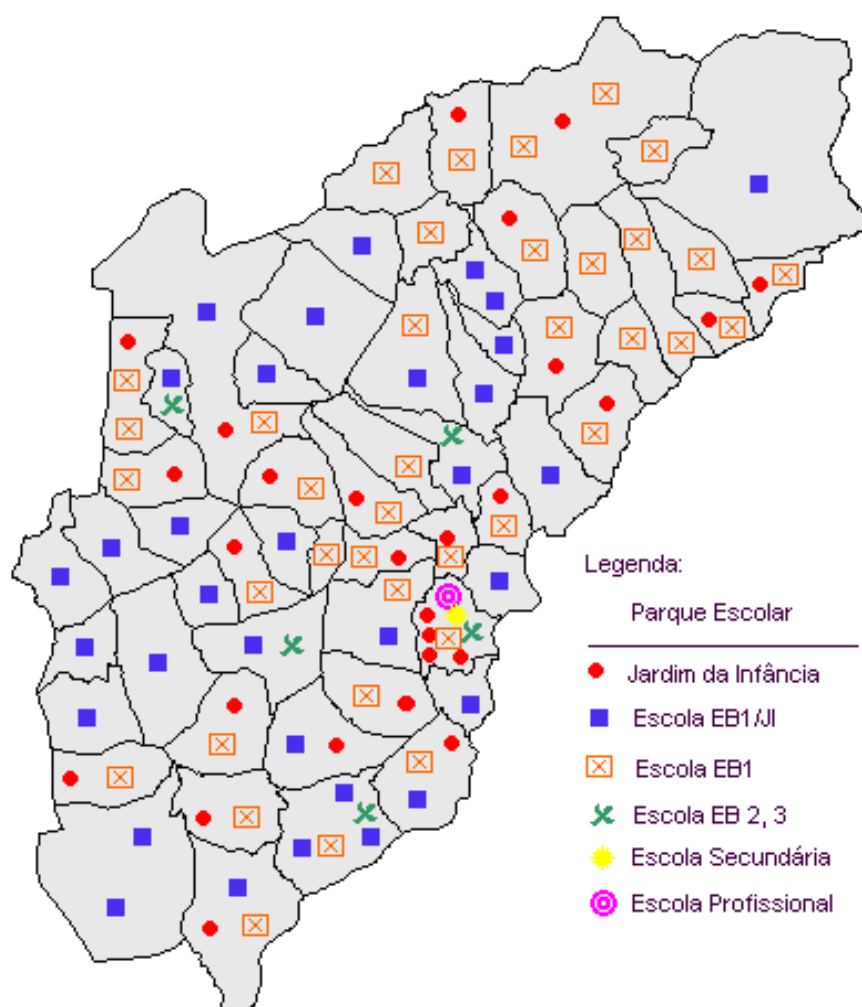 Legenda:
Parque Escolar
Jardim da Infância
Escola EB1/JI
Escola EB1
Escola EB 2, 3
Escola Secundária
Escola Profissional